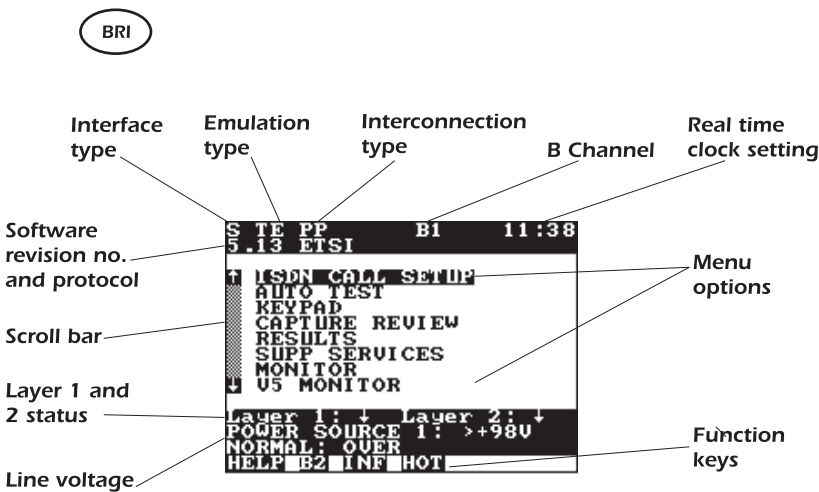 BRI
Interface
type
Emulation
type
Interconnection
type
B Channel
Real time
clock setting
Software
revision no.
and protocol
Scroll bar
Layer 1 and
2 status
Line voltage
S TE PP B1 11:38
5.13 ETSI
↑ ISDN CALL SETUP
AUTO TEST
KEYPAD
CAPTURE REVIEW
RESULTS
SUPP SERVICES
MONITOR
↓ V5 MONITOR
Layer 1: ↓ Layer 2: ↓
POWER SOURCE 1: >+98V
NORMAL: OVER
HELP B2 INF HOT
Menu
options
Function
keys